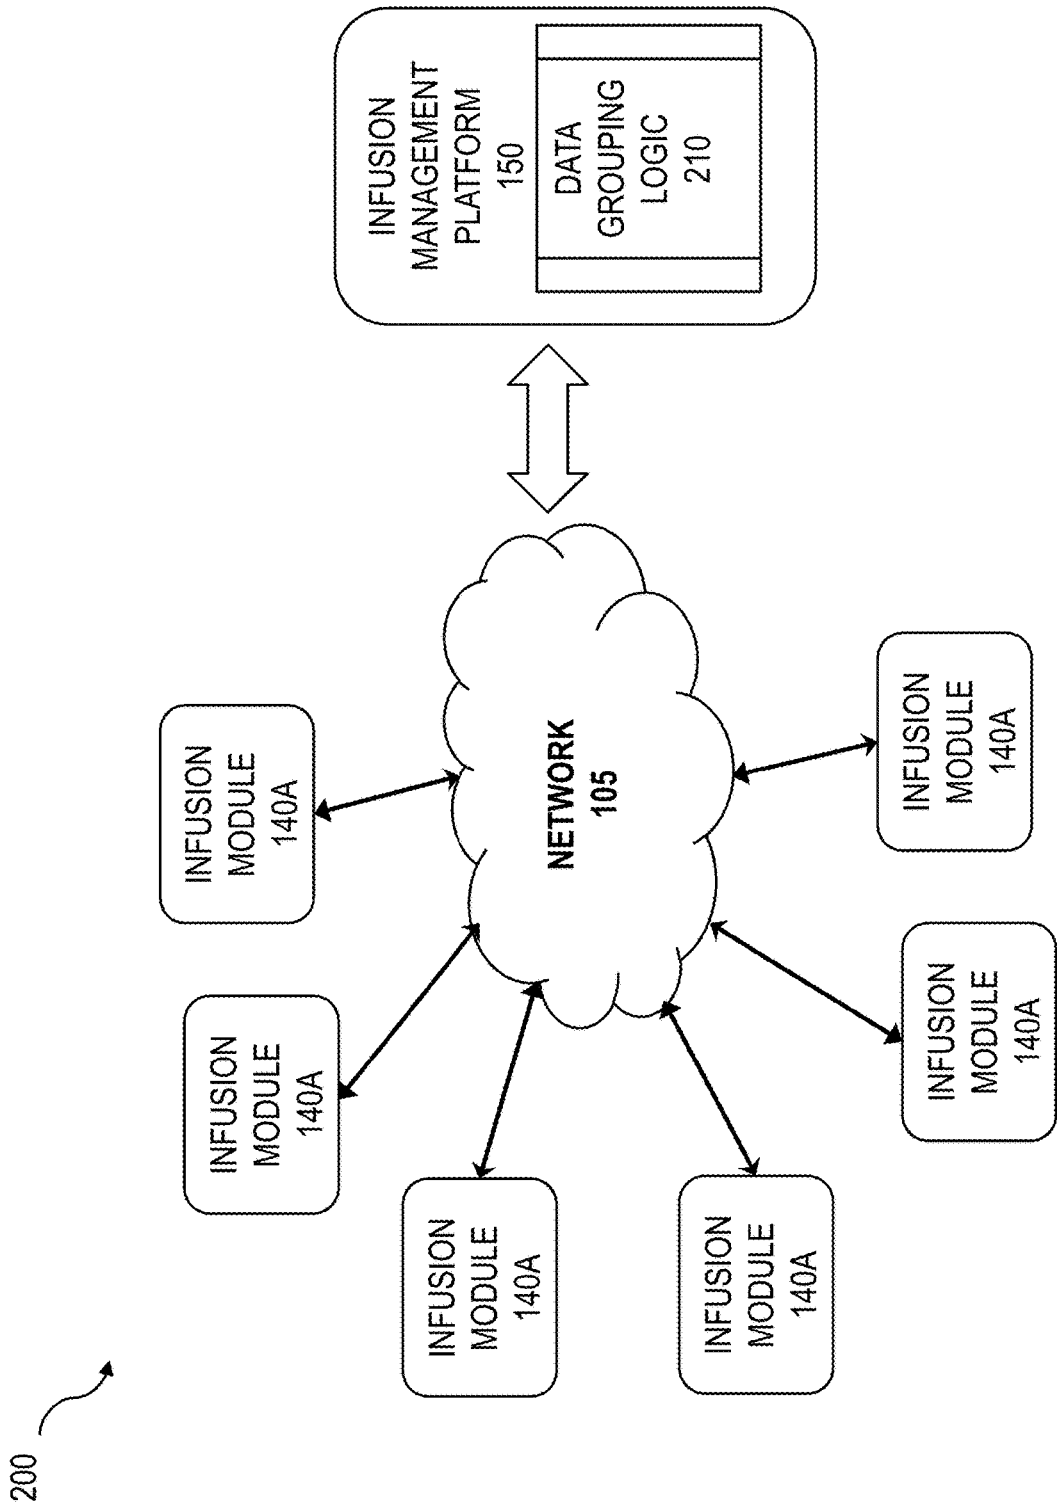 200
INFUSION
MODULE
140A
INFUSION
MODULE
140A
INFUSION
MODULE
140A
INFUSION
MODULE
140A
INFUSION
MODULE
140A
INFUSION
MODULE
140A
NETWORK
105
INFUSION
MANAGEMENT
PLATFORM
150
DATA
GROUPING
LOGIC
210